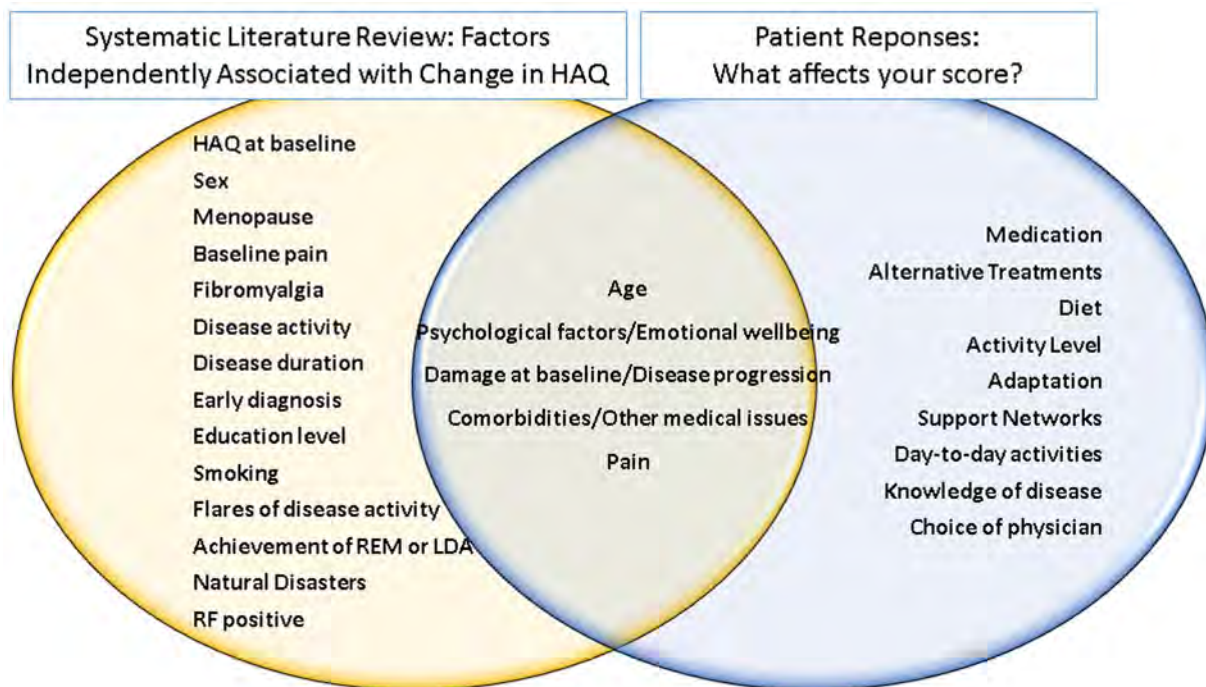 Systematic Literature Review: Factors
Independently Associated with Change in HAQ
Patient Reponses:
What affects your score?
HAQ at baseline
Sex
Menopause
Baseline pain
Fibromyalgia
Disease activity
Disease duration
Early diagnosis
Education level
Smoking
Flares of disease activity
Achievement of REM or LDA
Natural Disasters
RF positive
Age
Psychological factors/Emotional wellbeing
Damage at baseline/Disease progression
Comorbidities/Other medical issues
Pain
Medication
Alternative Treatments
Diet
Activity Level
Adaptation
Support Networks
Day-to-day activities
Knowledge of disease
Choice of physician